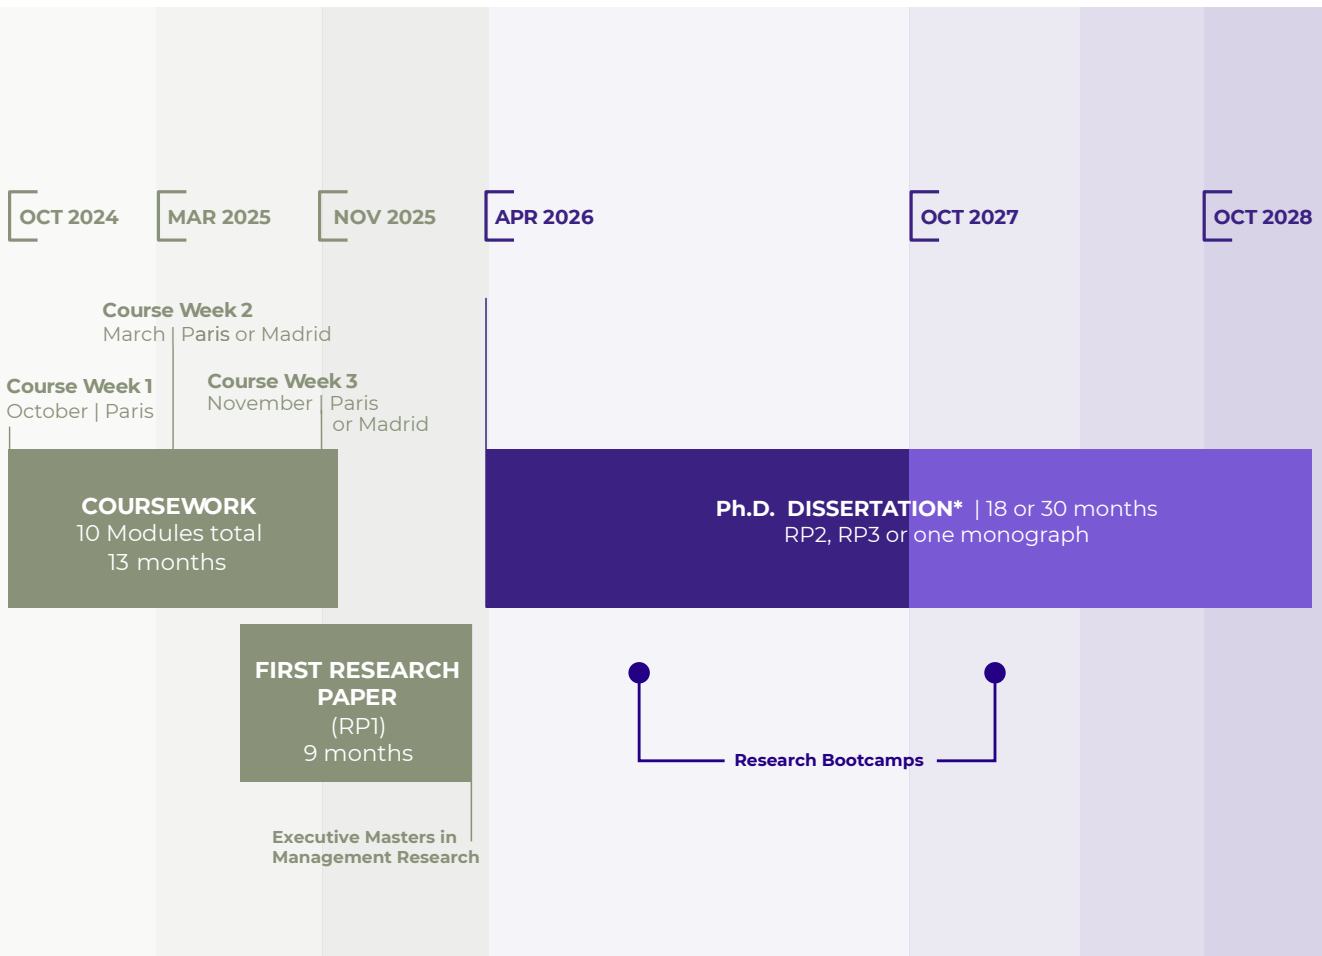 OCT 2024
MAR 2025
NOV 2025
APR 2026
OCT 2027
OCT 2028
Course Week 2
March | Paris or Madrid
Course Week 1
October | Paris
Course Week 3
November | Paris
or Madrid
COURSEWORK
10 Modules total
13 months
Ph.D. DISSERTATION* | 18 or 30 months
RP2, RP3 or one monograph
FIRST RESEARCH
PAPER
(RP1)
9 months
Research Bootcamps
Executive Masters in
Management Research